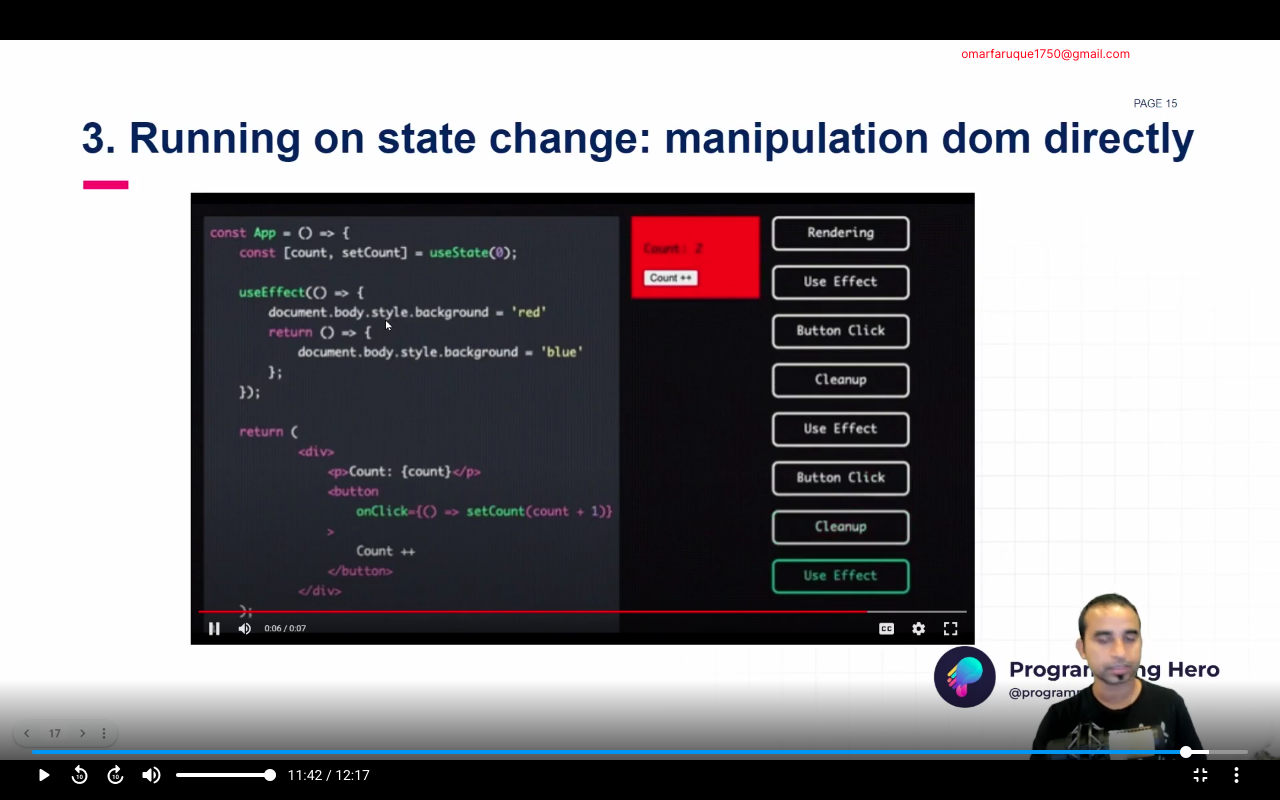 omarfaruque1750@gmail.com
PAGE 15
3. Running on state change: manipulation dom directly
const App = () => {
const [count, setCount] = useState(0);
useEffect(() => {
document.body.style.background = 'red'
return () => {
document.body.style.background = 'blue'
};
});
return (
<div>
<p>Count: {count}</p>
<button
onClick={() => setCount(count + 1)}
>
Count ++
</button>
</div>
);
Count: 2
Count ++
Rendering
Use Effect
Button Click
Cleanup
Use Effect
Button Click
Cleanup
Use Effect
0:06 / 0:07
CC
Hero
17
10
10
11:42 / 12:17